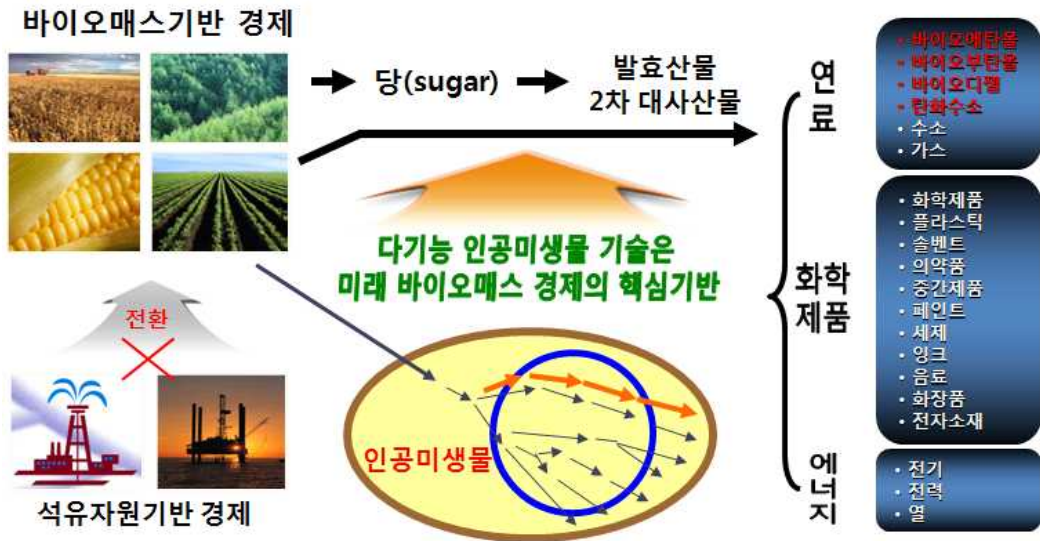 바이오매스기반 경제
당(sugar)
발효산물
2차 대사산물
다기능 인공미생물 기술은
미래 바이오매스 경제의 핵심기반
전환
석유자원기반 경제
인공미생물
연료
• 바이오에탄올
• 바이오부탄올
• 바이오디젤
• 탄화수소
• 수소
• 가스
화학
제품
• 화학제품
• 플라스틱
• 솔벤트
• 의약품
• 중간제품
• 페인트
• 세제
• 잉크
• 음료
• 화장품
• 전자소재
에너지
• 전기
• 전력
• 열